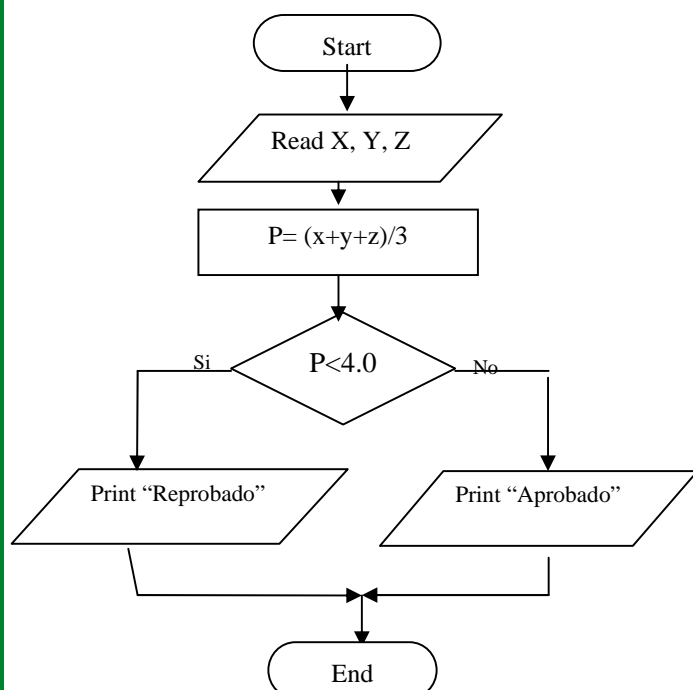 Start
Read X, Y, Z
P= (x+y+z)/3
P<4.0
Si
No
Print “Reprobado”
Print “Aprobado”
End